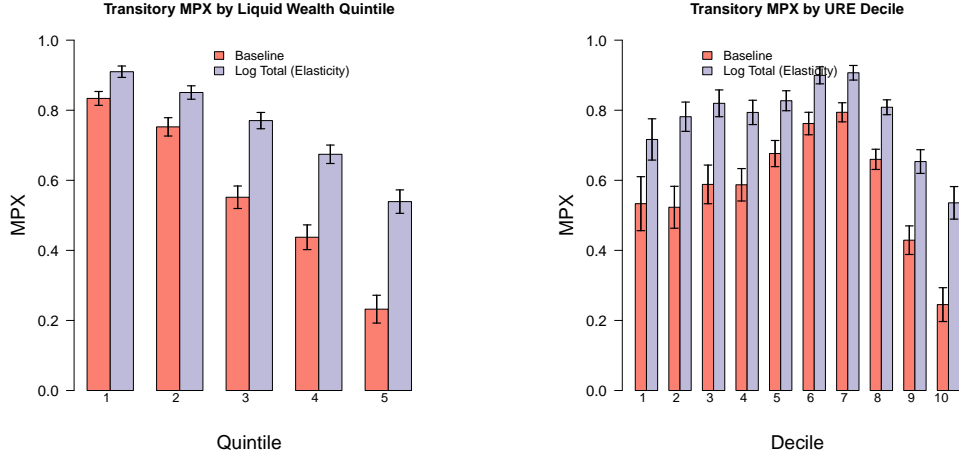 Transitory MPX by Liquid Wealth Quintile
1.0
0.8
0.6
0.4
0.2
0.0
MPX
Baseline
Log Total (Elasticity)
1 2 3 4 5
Quintile
Transitory MPX by URE Decile
1.0
0.8
0.6
0.4
0.2
0.0
MPX
Baseline
Log Total (Elasticity)
1 2 3 4 5 6 7 8 9 10
Decile